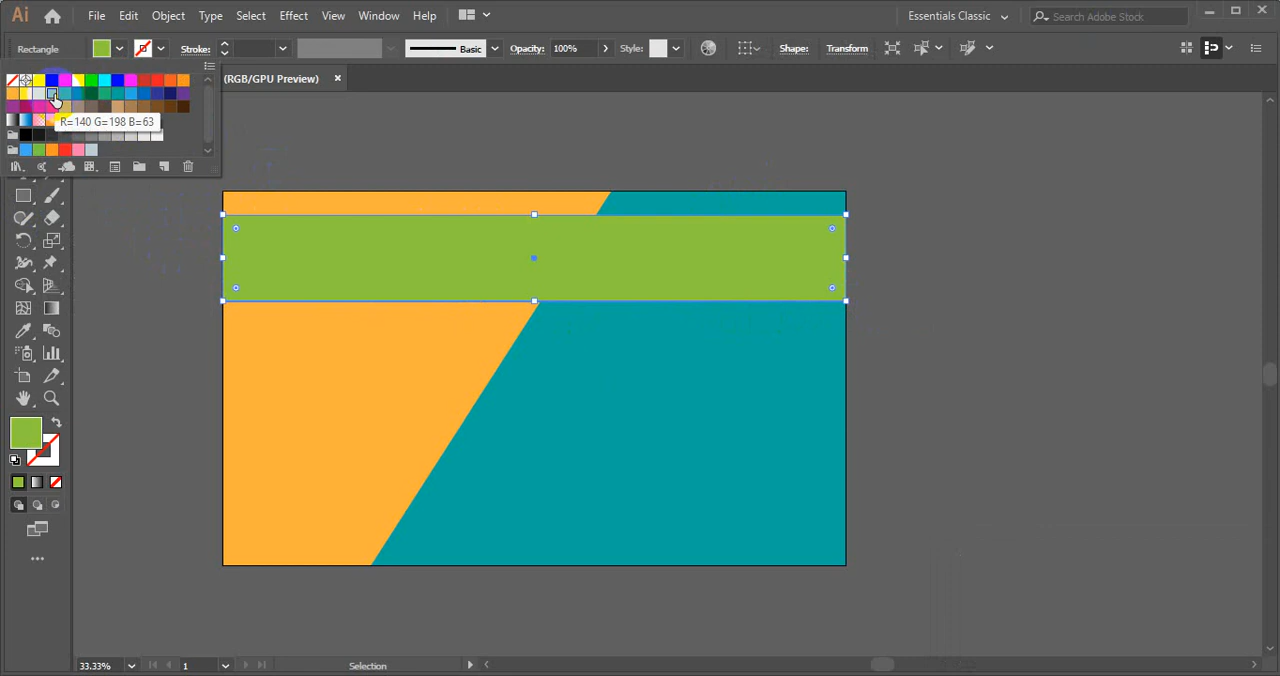 Ai File Edit Object Type Select Effect View Window Help Essentials Classic Search Adobe Stock
Rectangle Stroke: Basic Opacity: 100% Style: Shape: Transform
(RGB/GPU Preview) ×
R=140 G=198 B=63
33.33% 1 Selection